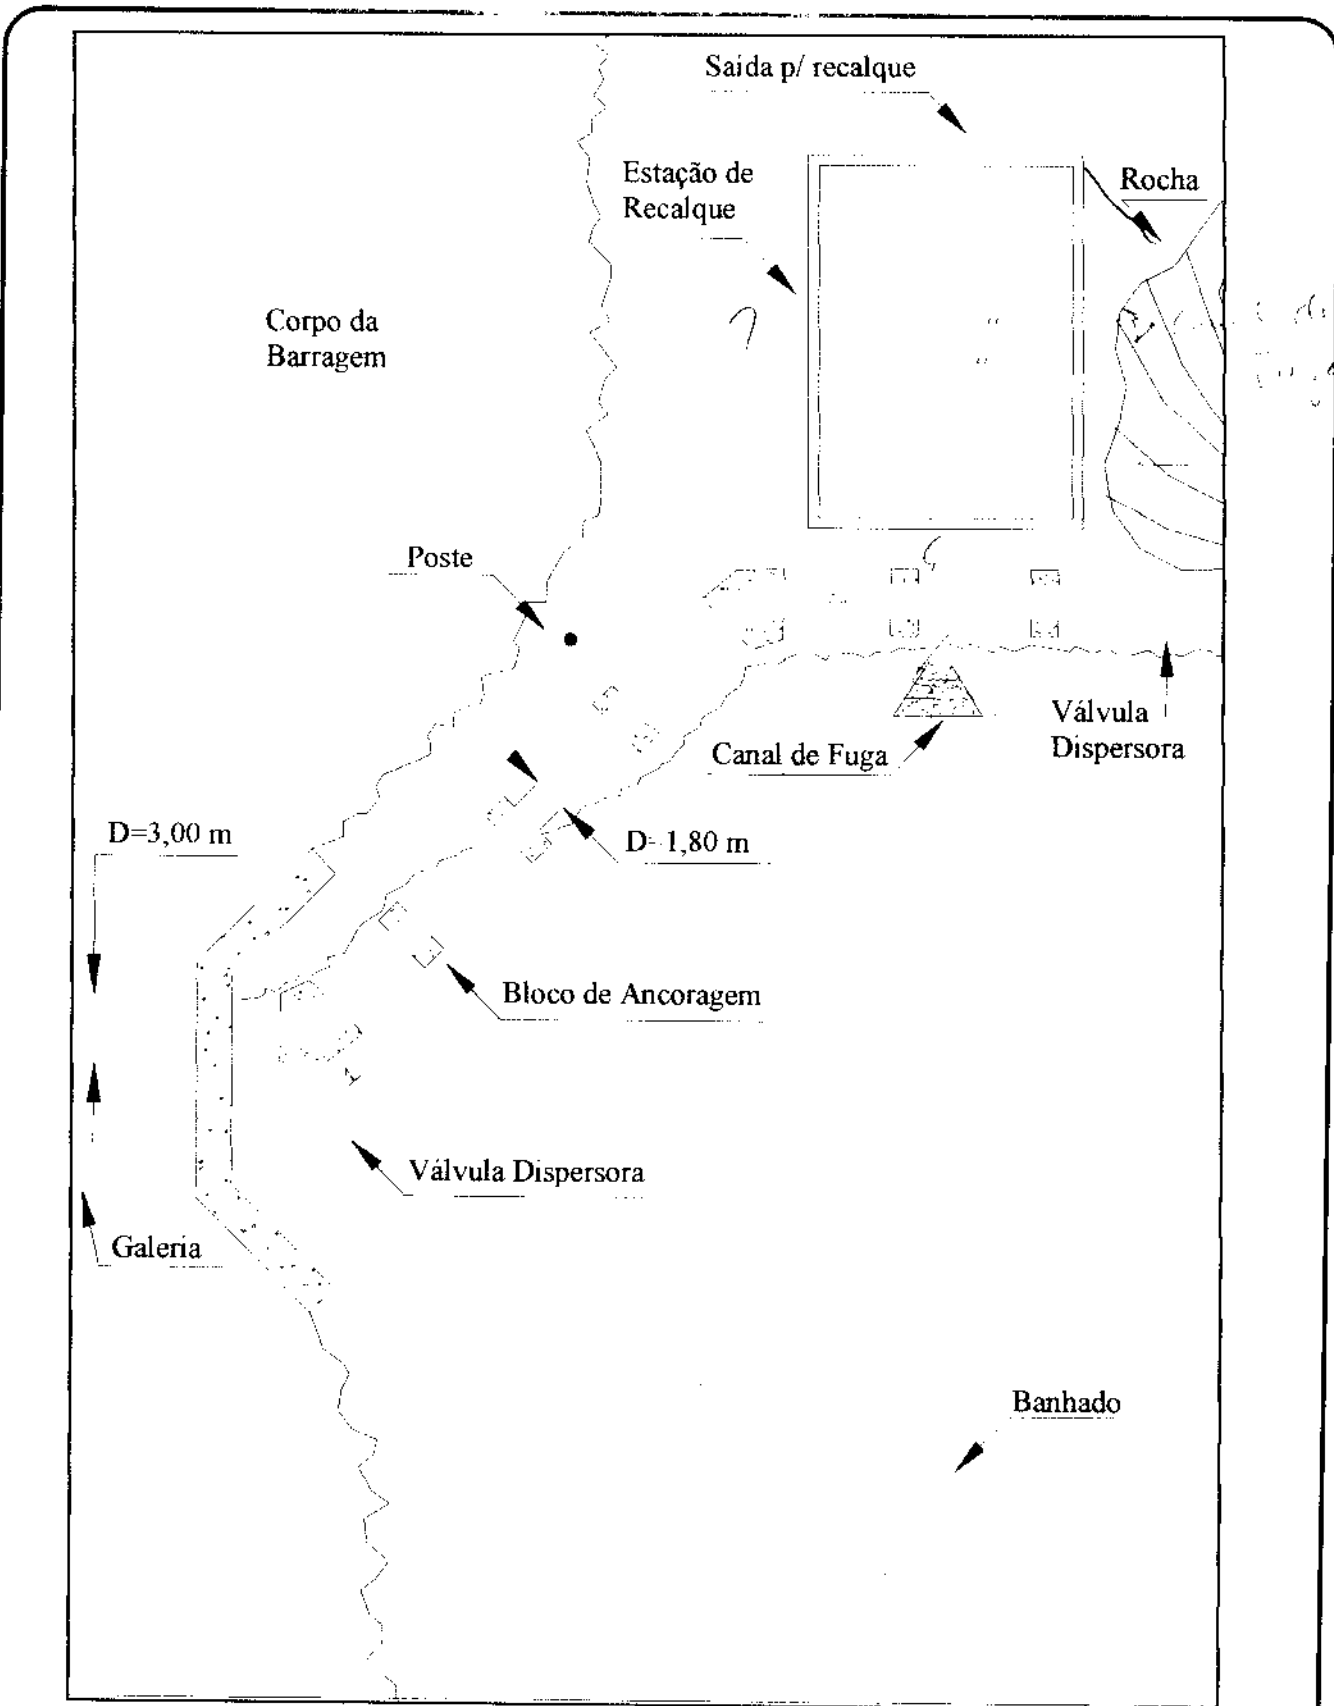 Saída p/ recalque
Estação de
Recalque
Rocha
Corpo da
Barragem
Poste
Válvula
Dispersora
Canal de Fuga
D=3,00 m
D=1,80 m
Bloco de Ancoragem
Válvula Dispersora
Galeria
Banhado